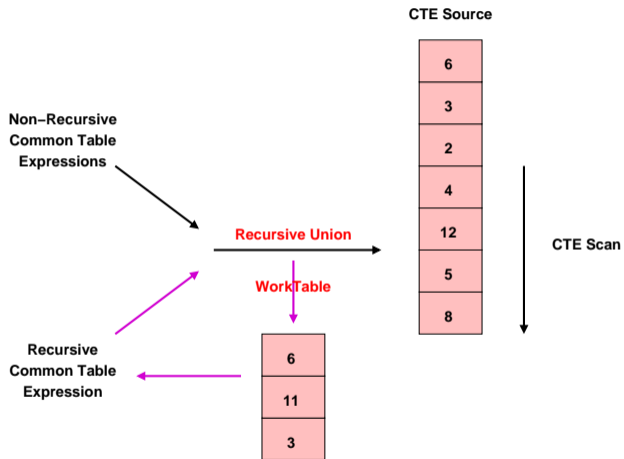 CTE Source
6
3
2
4
12
5
8
Non−Recursive
Common Table
Expressions
Recursive Union
CTE Scan
WorkTable
Recursive
Common Table
Expression
6
11
3